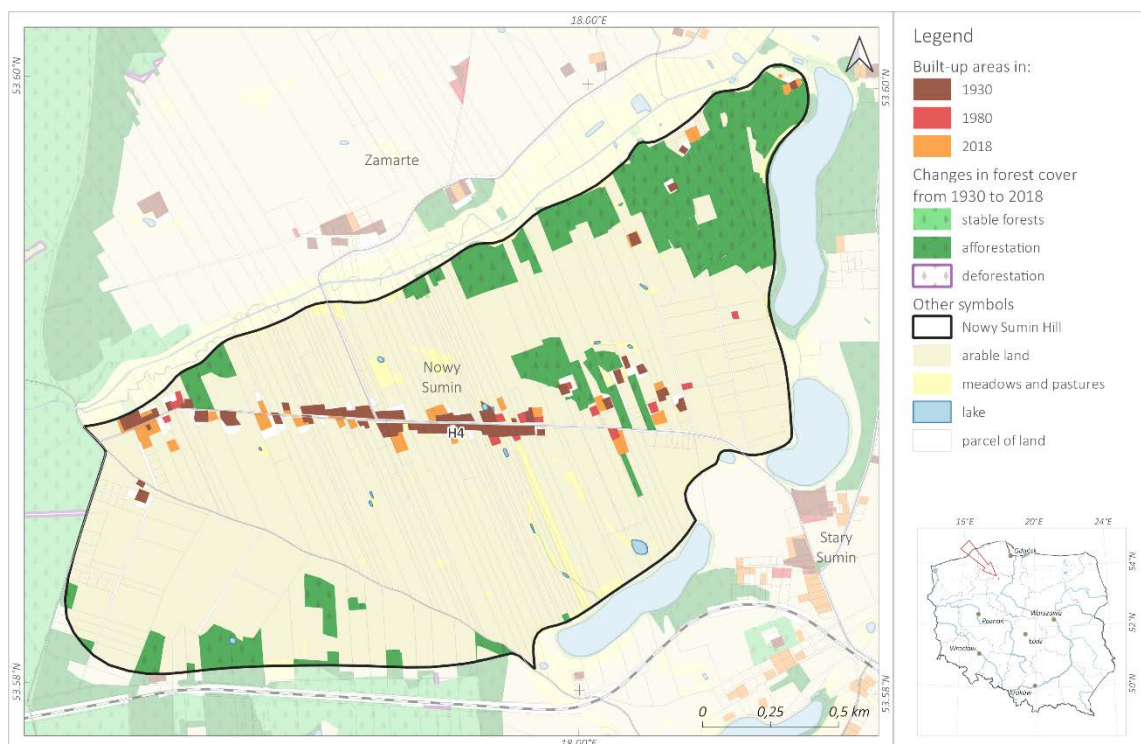 18.00°E
53.60°N
53.60°N
Zamarte
Nowy
Sumin
H4
Stary
Sumin
53.58°N
53.58°N
0 0,25 0,5 km
18.00°E
Legend
Built-up areas in:
1930
1980
2018
Changes in forest cover
from 1930 to 2018
stable forests
afforestation
deforestation
Other symbols
Nowy Sumin Hill
arable land
meadows and pastures
lake
parcel of land
16°E 20°E 24°E
Gdańsk
54°N
Poznań
Warszawa
52°N
Łódź
Wrocław
50°N
Kraków